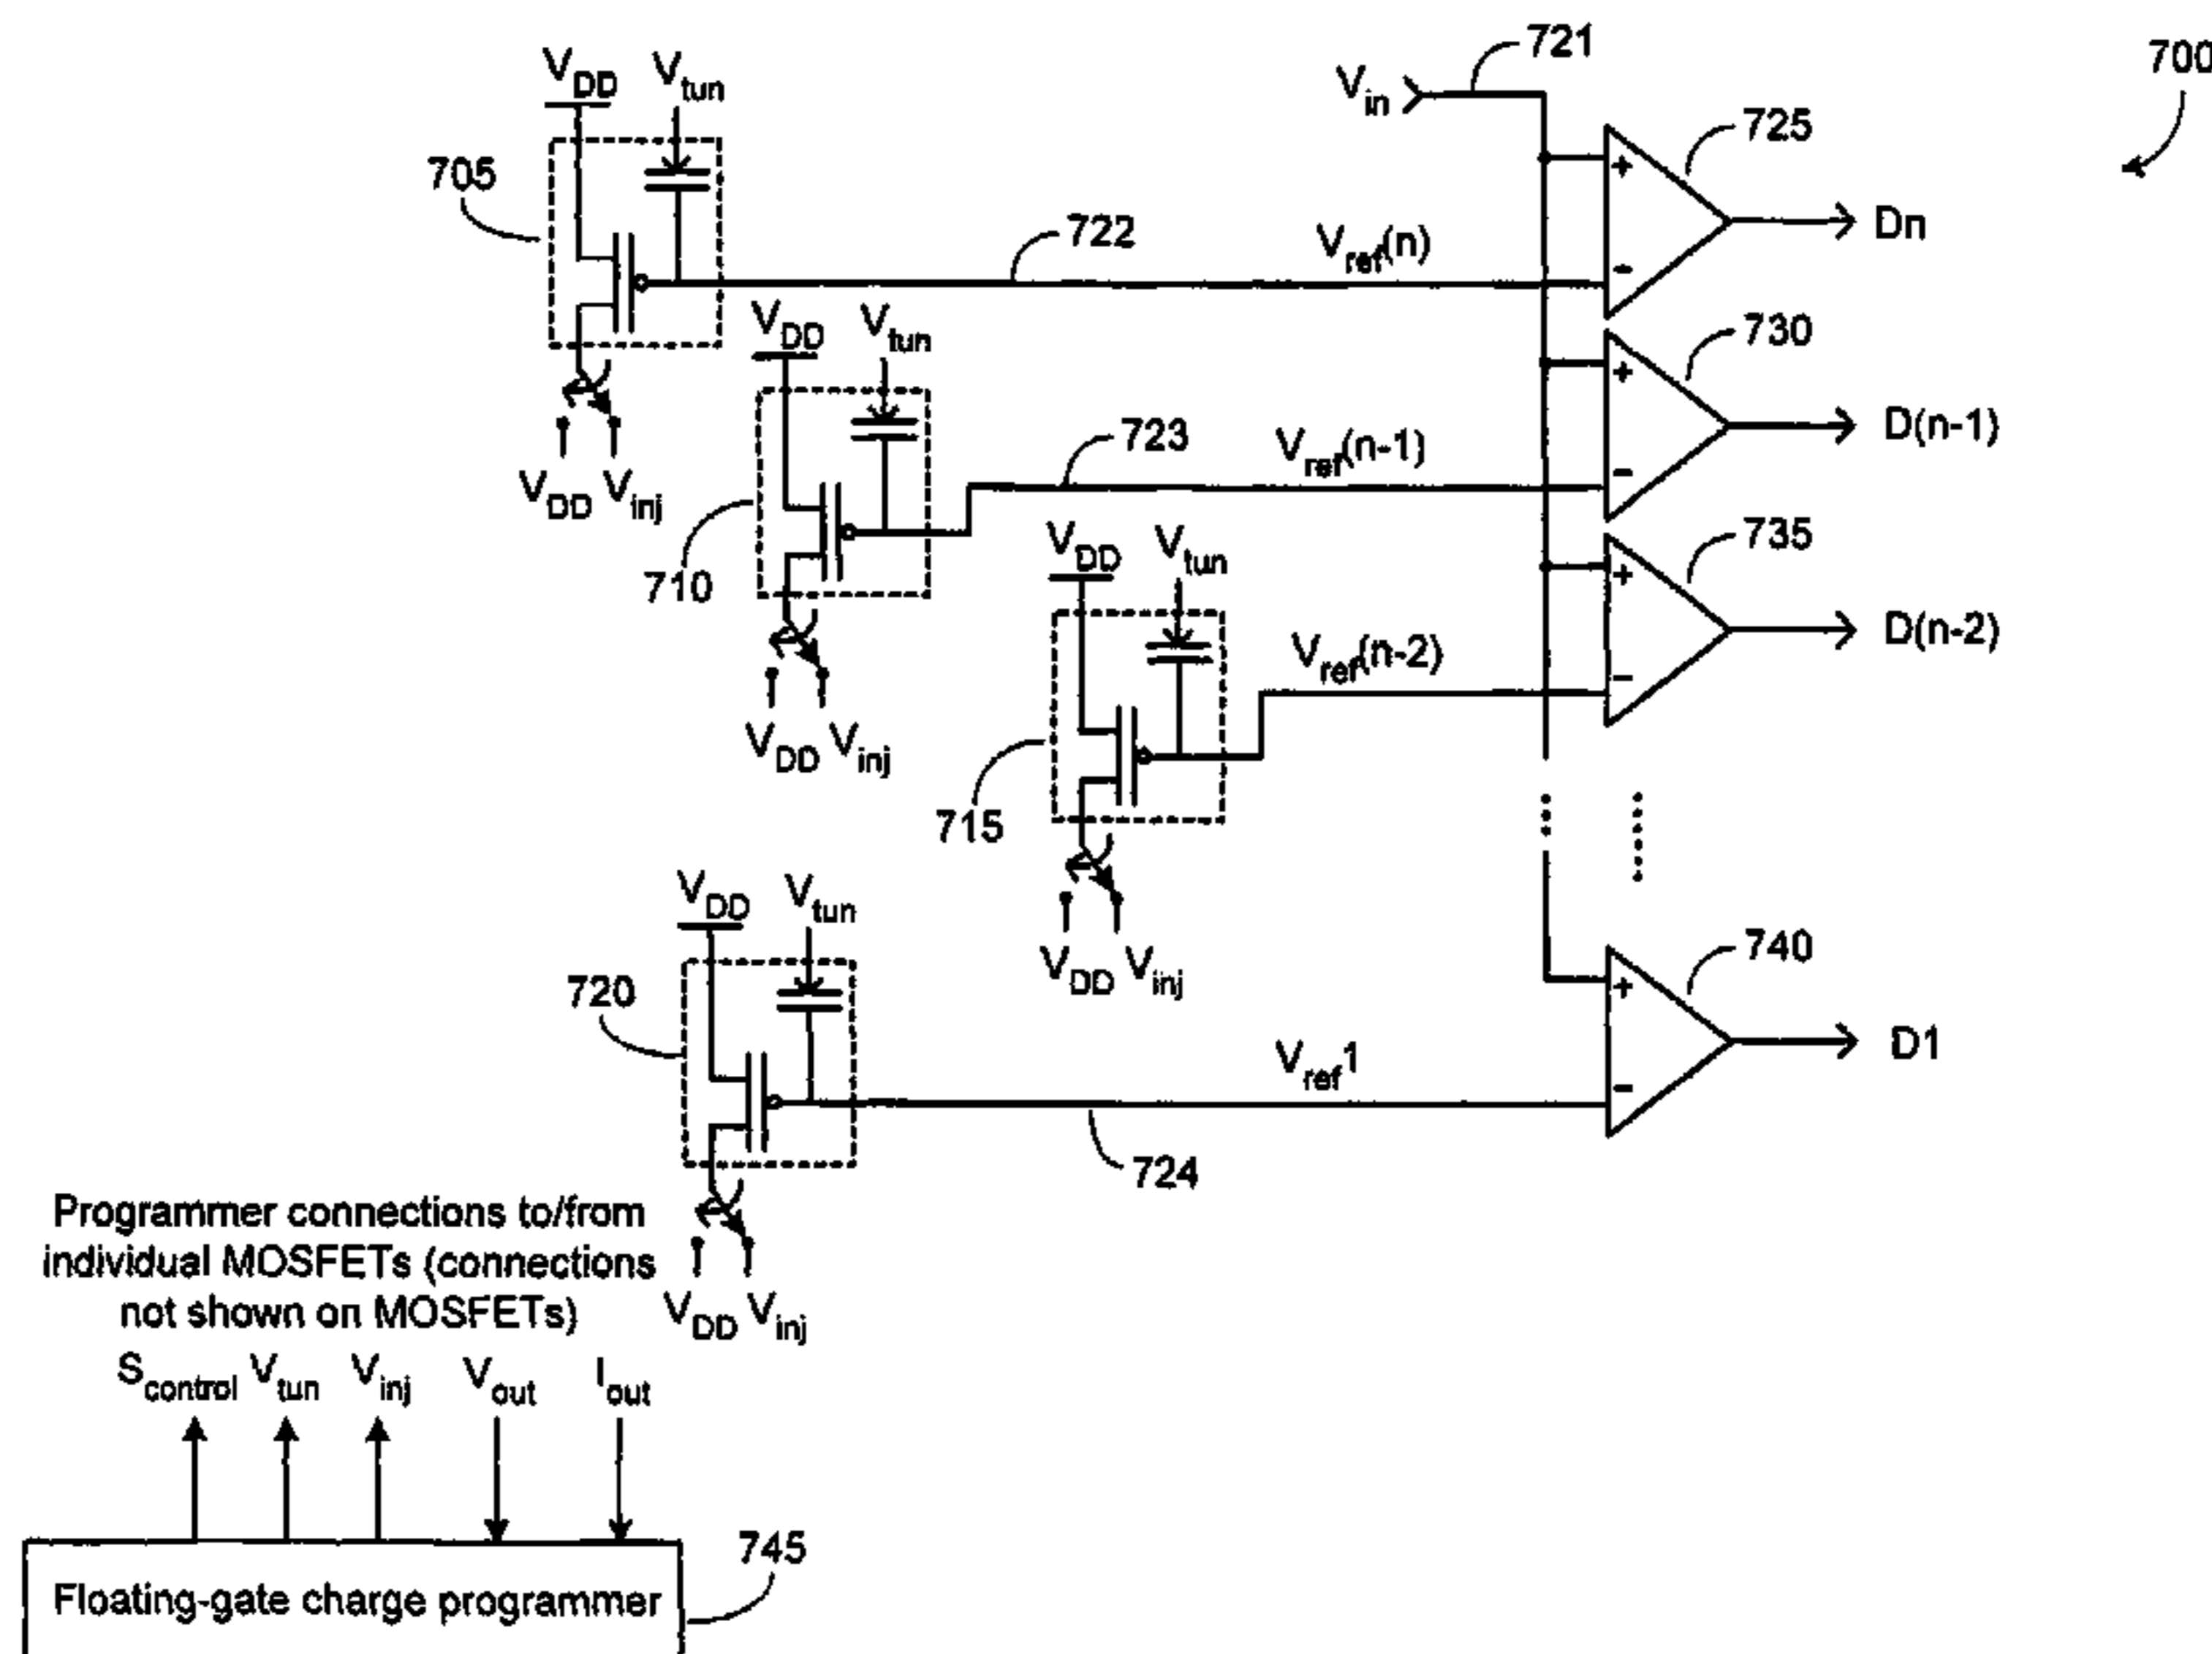 721
700
V_DD V_tun
V_in
725
705
+
722
V_ref(n)
Dn
-
V_DD V_tun
730
+
723
V_ref(n-1)
D(n-1)
V_DD V_inj
-
710
V_DD V_tun
735
+
V_ref(n-2)
D(n-2)
-
V_DD V_inj
715
V_DD V_tun
740
V_DD V_inj
720
+
V_ref1
D1
-
724
Programmer connections to/from
individual MOSFETs (connections
not shown on MOSFETs)
V_DD V_inj
S_control V_tun V_inj V_out I_out
745
Floating-gate charge programmer